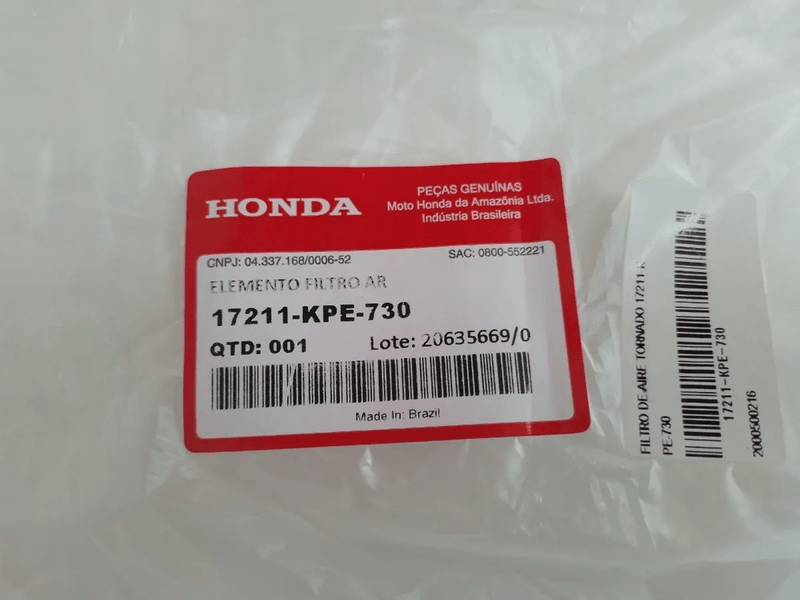 HONDA
PEÇAS GENUÍNAS
Moto Honda da Amazônia Ltda.
Indústria Brasileira
CNPJ: 04.337.168/0006-52
SAC: 0800-552221
ELEMENTO FILTRO AR
17211-KPE-730
QTD: 001
Lote: 20635669/0
Made In: Brazil
FILTRO DE AIRE TORNADO 17211-K
PE-730
17211-KPE-730
2000500216